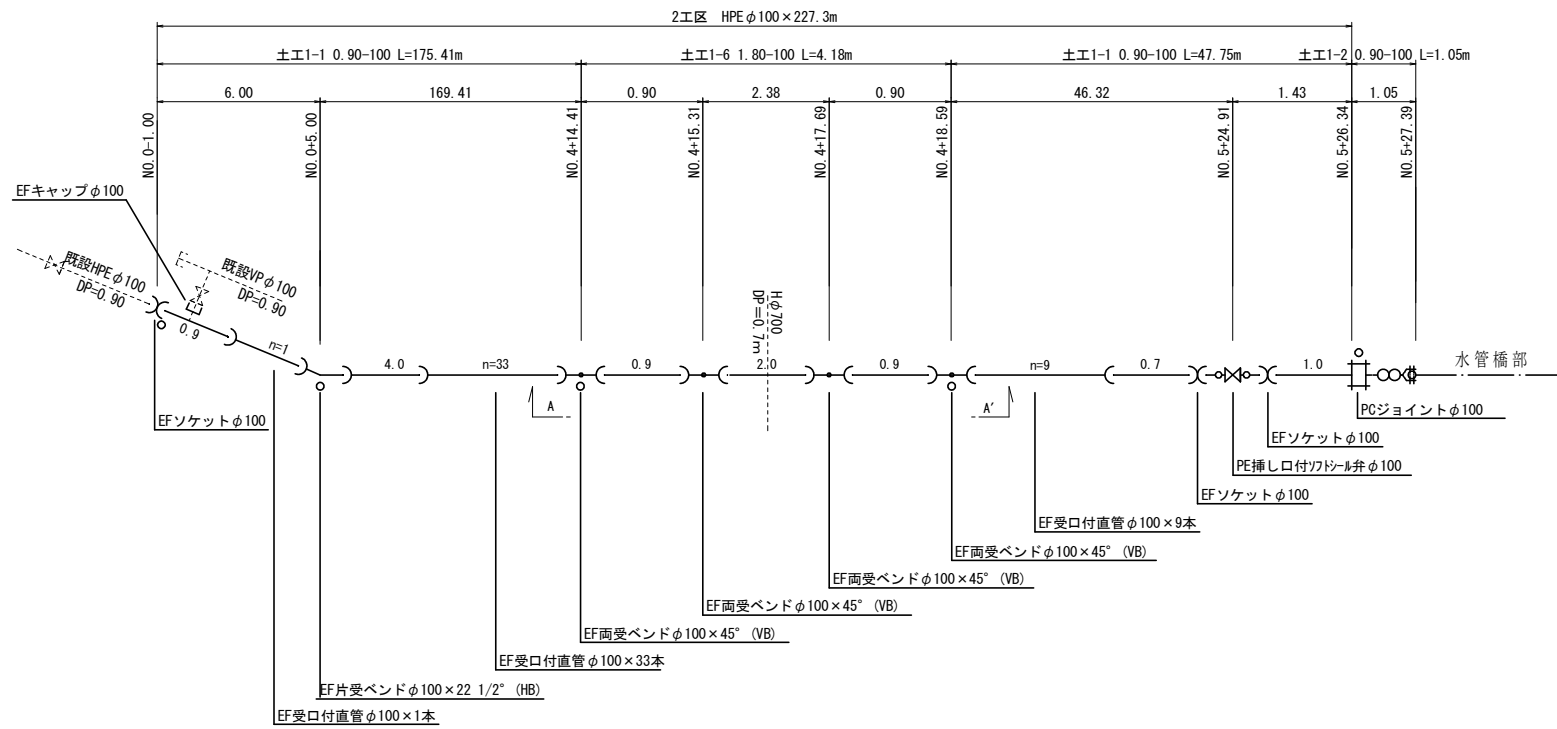 2工区 HPEφ100×227.3m
土工1-1 0.90-100 L=175.41m
土工1-6 1.80-100 L=4.18m
土工1-1 0.90-100 L=47.75m
土工1-2 0.90-100 L=1.05m
6.00
169.41
0.90
2.38
0.90
46.32
1.43
1.05
NO.0-1.00
NO.0+5.00
NO.4+14.41
NO.4+15.31
NO.4+17.69
NO.4+18.59
NO.5+24.91
NO.5+26.34
NO.5+27.39
EFキャップφ100
既設HPEφ100
DP=0.90
既設VPφ100
DP=0.90
Hφ700
DP=0.7m
0.9
n=1
4.0
n=33
0.9
2.0
0.9
n=9
0.7
1.0
水管橋部
A
A'
EFソケットφ100
PCジョイントφ100
EFソケットφ100
PE挿し口付ソフトシール弁φ100
EFソケットφ100
EF受口付直管φ100×9本
EF両受ベンドφ100×45°(VB)
EF両受ベンドφ100×45°(VB)
EF両受ベンドφ100×45°(VB)
EF両受ベンドφ100×45°(VB)
EF受口付直管φ100×33本
EF片受ベンドφ100×22 1/2°(HB)
EF受口付直管φ100×1本